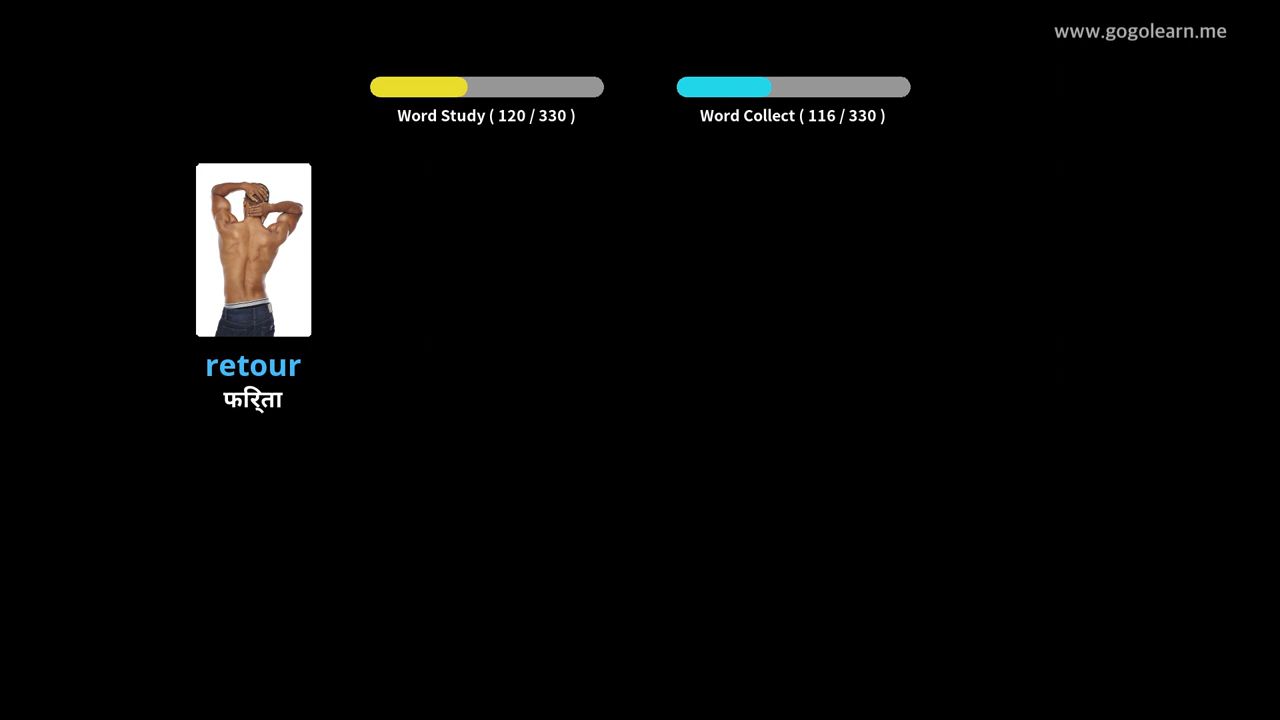 www.gogolearn.me
Word Study ( 120 / 330 )
Word Collect ( 116 / 330 )
retour
फरि्ता